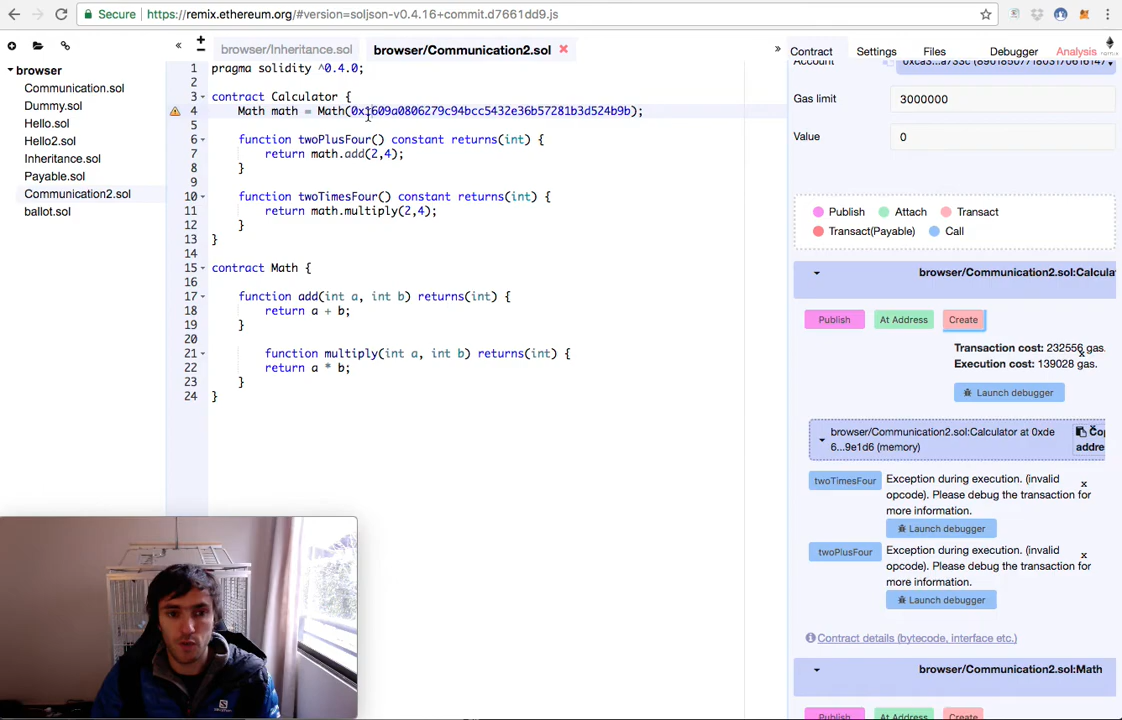 Secure
https://remix.ethereum.org/#version=soljson-v0.4.16+commit.d7661dd9.js
browser
Communication.sol
Dummy.sol
Hello.sol
Hello2.sol
Inheritance.sol
Payable.sol
Communication2.sol
ballot.sol
browser/Inheritance.sol
browser/Communication2.sol
1 pragma solidity ^0.4.0;
2
3 contract Calculator {
4 Math math = Math(0x1609a0806279c94bcc5432e36b57281b3d524b9b);
5
6 function twoPlusFour() constant returns(int) {
7 return math.add(2,4);
8 }
9
10 function twoTimesFour() constant returns(int) {
11 return math.multiply(2,4);
12 }
13 }
14
15 contract Math {
16
17 function add(int a, int b) returns(int) {
18 return a + b;
19 }
20
21 function multiply(int a, int b) returns(int) {
22 return a * b;
23 }
24 }
Contract Settings Files Debugger Analysis
Account
Gas limit 3000000
Value 0
Publish Attach Transact
Transact(Payable) Call
browser/Communication2.sol:Calcula
Publish At Address Create
Transaction cost: 232556 gas.
Execution cost: 139028 gas.
Launch debugger
browser/Communication2.sol:Calculator at 0xde
6...9e1d6 (memory)
Cop
addre
twoTimesFour
Exception during execution. (invalid
opcode). Please debug the transaction for
more information.
Launch debugger
twoPlusFour
Exception during execution. (invalid
opcode). Please debug the transaction for
more information.
Launch debugger
Contract details (bytecode, interface etc.)
browser/Communication2.sol:Math
Publish At Address Create